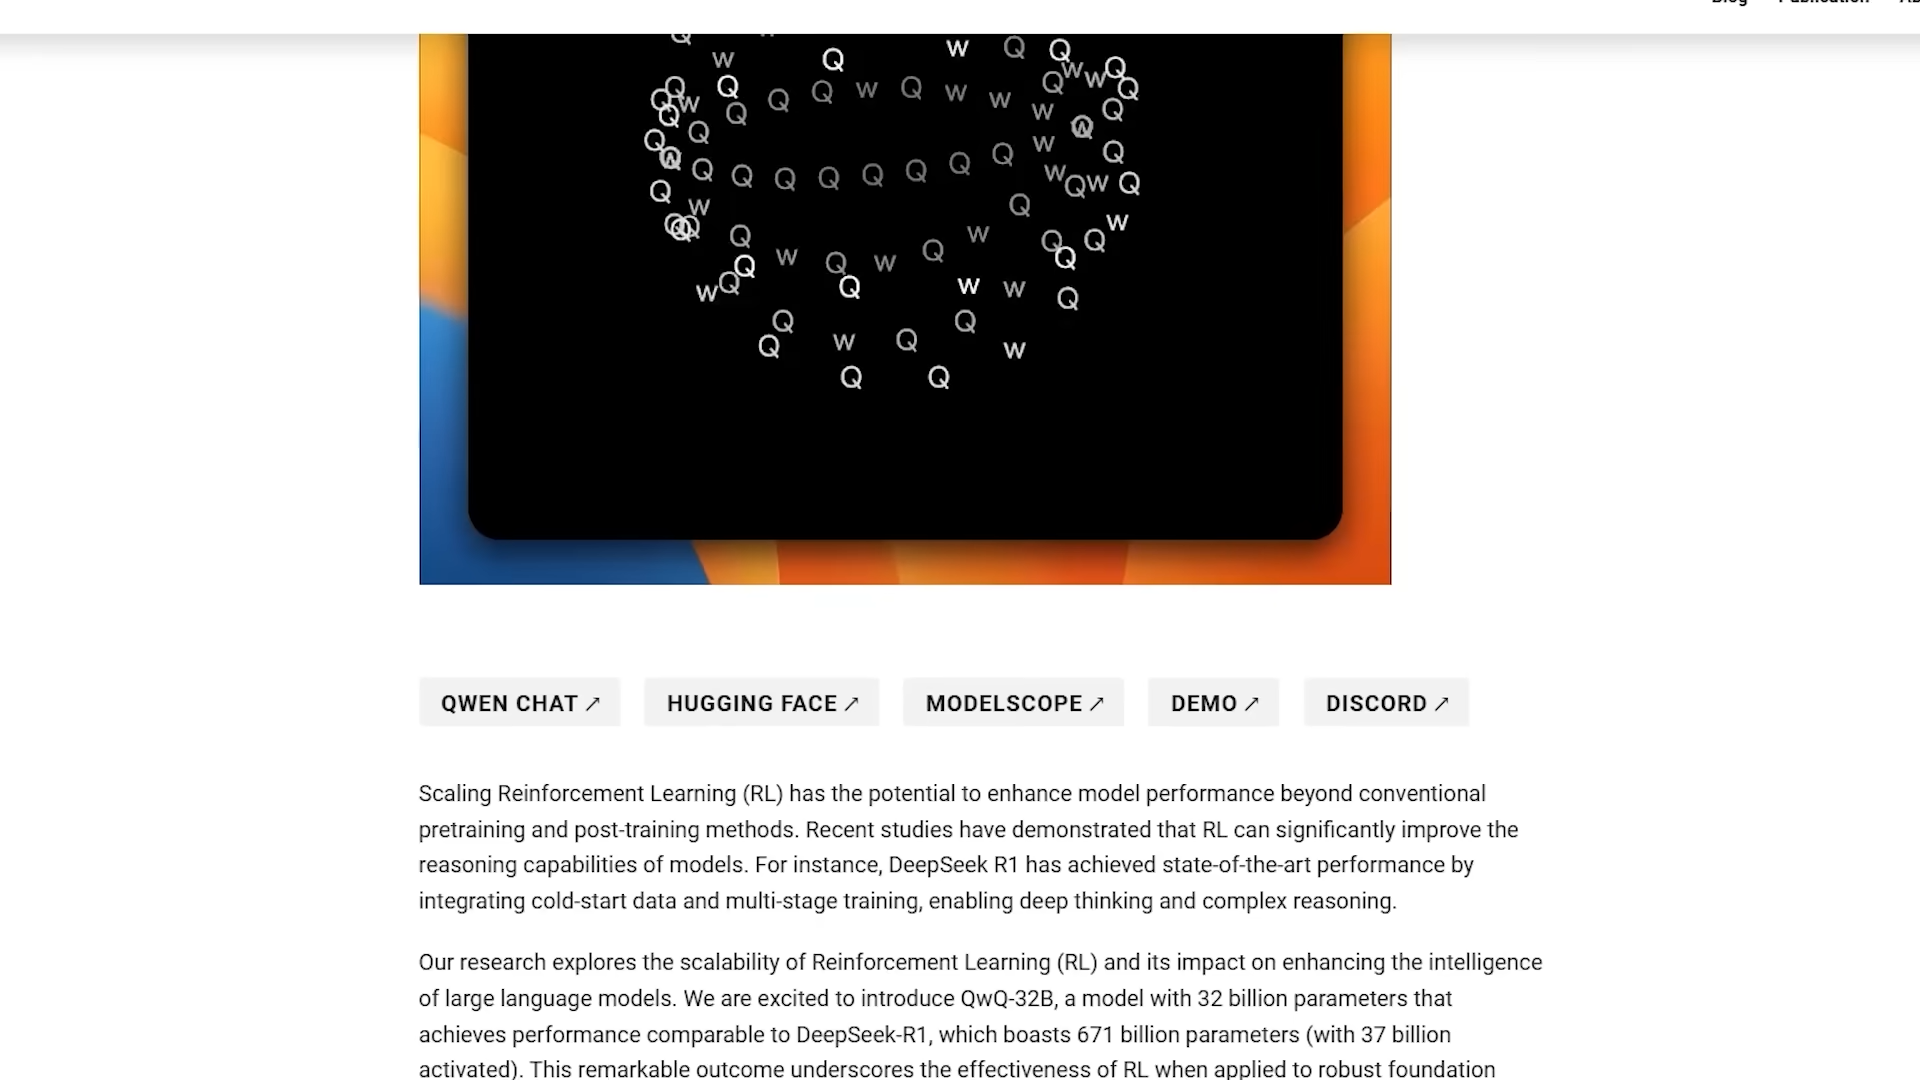 QWEN CHAT ↗
HUGGING FACE ↗
MODELSCOPE ↗
DEMO ↗
DISCORD ↗
Scaling Reinforcement Learning (RL) has the potential to enhance model performance beyond conventional
pretraining and post-training methods. Recent studies have demonstrated that RL can significantly improve the
reasoning capabilities of models. For instance, DeepSeek R1 has achieved state-of-the-art performance by
integrating cold-start data and multi-stage training, enabling deep thinking and complex reasoning.
Our research explores the scalability of Reinforcement Learning (RL) and its impact on enhancing the intelligence
of large language models. We are excited to introduce QwQ-32B, a model with 32 billion parameters that
achieves performance comparable to DeepSeek-R1, which boasts 671 billion parameters (with 37 billion
activated). This remarkable outcome underscores the effectiveness of RL when applied to robust foundation